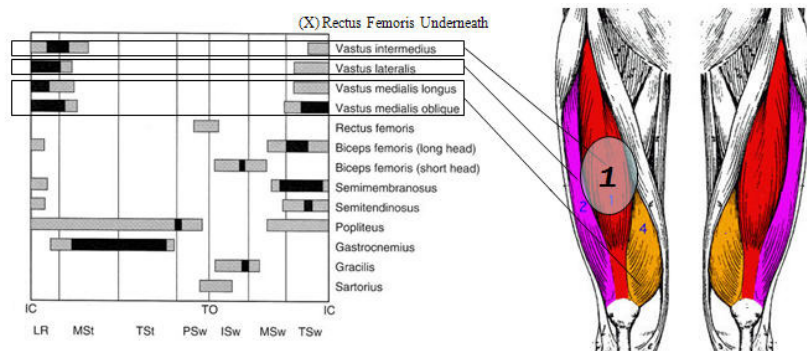 (X) Rectus Femoris Underneath
Vastus intermedius
Vastus lateralis
Vastus medialis longus
Vastus medialis oblique
Rectus femoris
Biceps femoris (long head)
Biceps femoris (short head)
Semimembranosus
Semitendinosus
Popliteus
Gastrocnemius
Gracilis
Sartorius
IC TO IC
LR MSt TSt PSw ISw MSw TSw
1
1
2
4